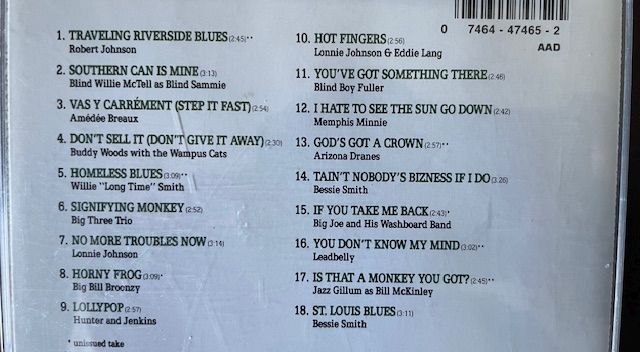 1. TRAVELING RIVERSIDE BLUES (2:45)**
Robert Johnson
2. SOUTHERN CAN IS MINE (3:13)
Blind Willie McTell as Blind Sammie
3. VAS Y CARRÉMENT (STEP IT FAST) (2:54)
Amédée Breaux
4. DON'T SELL IT (DON'T GIVE IT AWAY) (2:30)
Buddy Woods with the Wampus Cats
5. HOMELESS BLUES (3:09)**
Willie "Long Time" Smith
6. SIGNIFYING MONKEY (2:52)
Big Three Trio
7. NO MORE TROUBLES NOW (3:14)
Lonnie Johnson
8. HORNY FROG (3:09)*
Big Bill Broonzy
9. LOLLYPOP (2:57)
Hunter and Jenkins
* unissued take
0 7464-47465-2
AAD
10. HOT FINGERS (2:56)
Lonnie Johnson & Eddie Lang
11. YOU'VE GOT SOMETHING THERE (2:46)
Blind Boy Fuller
12. I HATE TO SEE THE SUN GO DOWN (2:42)
Memphis Minnie
13. GOD'S GOT A CROWN (2:57)**
Arizona Dranes
14. TAIN'T NOBODY'S BIZNESS IF I DO (3:26)
Bessie Smith
15. IF YOU TAKE ME BACK (2:43)*
Big Joe and His Washboard Band
16. YOU DON'T KNOW MY MIND (3:02)**
Leadbelly
17. IS THAT A MONKEY YOU GOT? (2:45)**
Jazz Gillum as Bill McKinley
18. ST. LOUIS BLUES (3:11)
Bessie Smith